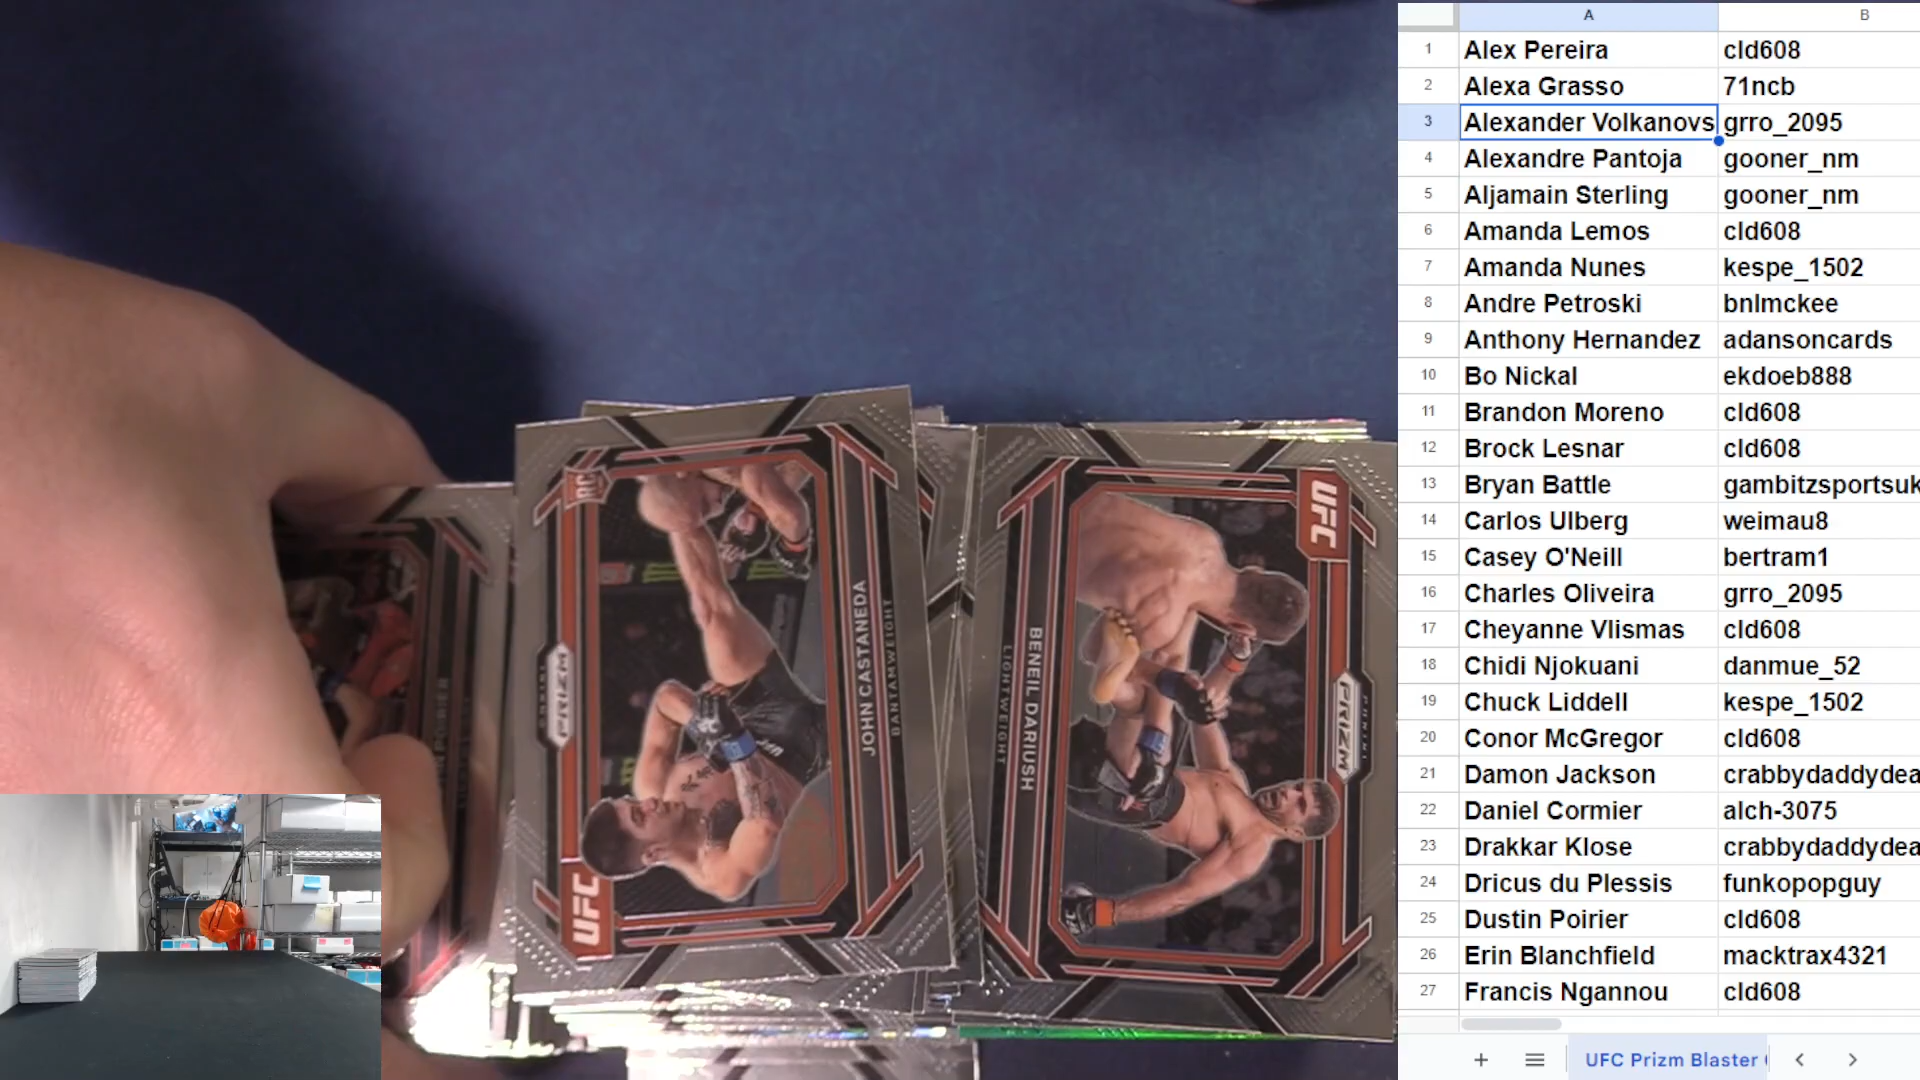 A B
1 Alex Pereira cld608
2 Alexa Grasso 71ncb
3 Alexander Volkanovs grro_2095
4 Alexandre Pantoja gooner_nm
5 Aljamain Sterling gooner_nm
6 Amanda Lemos cld608
7 Amanda Nunes kespe_1502
8 Andre Petroski bnlmckee
9 Anthony Hernandez adansoncards
10 Bo Nickal ekdoeb888
11 Brandon Moreno cld608
12 Brock Lesnar cld608
13 Bryan Battle gambitzsportsuk
14 Carlos Ulberg weimau8
15 Casey O'Neill bertram1
16 Charles Oliveira grro_2095
17 Cheyanne Vlismas cld608
18 Chidi Njokuani danmue_52
19 Chuck Liddell kespe_1502
20 Conor McGregor cld608
21 Damon Jackson crabbydaddydea
22 Daniel Cormier alch-3075
23 Drakkar Klose crabbydaddydea
24 Dricus du Plessis funkopopguy
25 Dustin Poirier cld608
26 Erin Blanchfield macktrax4321
27 Francis Ngannou cld608
UFC Prizm Blaster
RC
PRIZM
UFC
JOHN CASTANEDA
BANTAMWEIGHT
UFC
PANINI
PRIZM
BENEIL DARIUSH
LIGHTWEIGHT
POIRIER